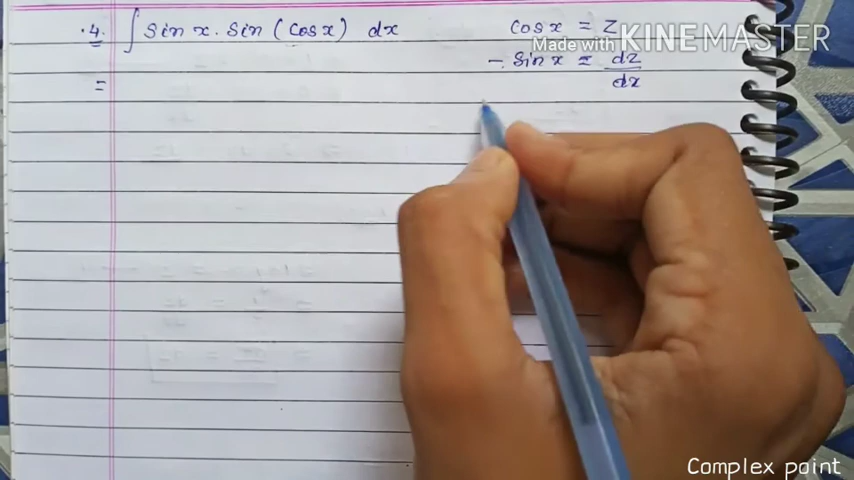 .4. ∫ Sin x . Sin ( Cos x ) dx Cos x = Z
Made with KINEMASTER
- Sin x = dz/dx
=
Complex point